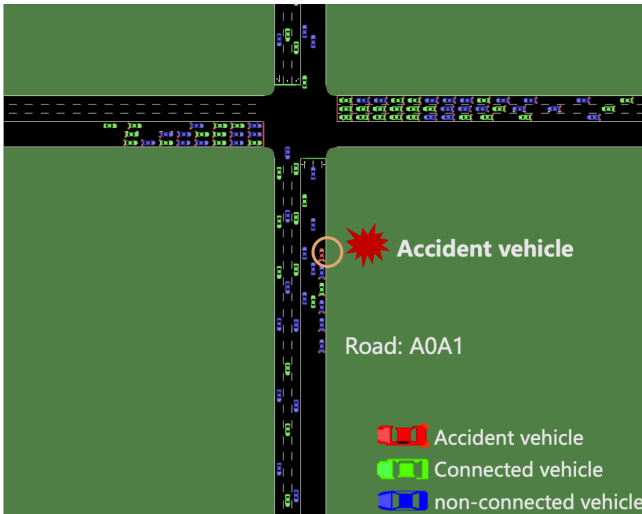 Accident vehicle
Road: A0A1
Accident vehicle
Connected vehicle
non-connected vehicle